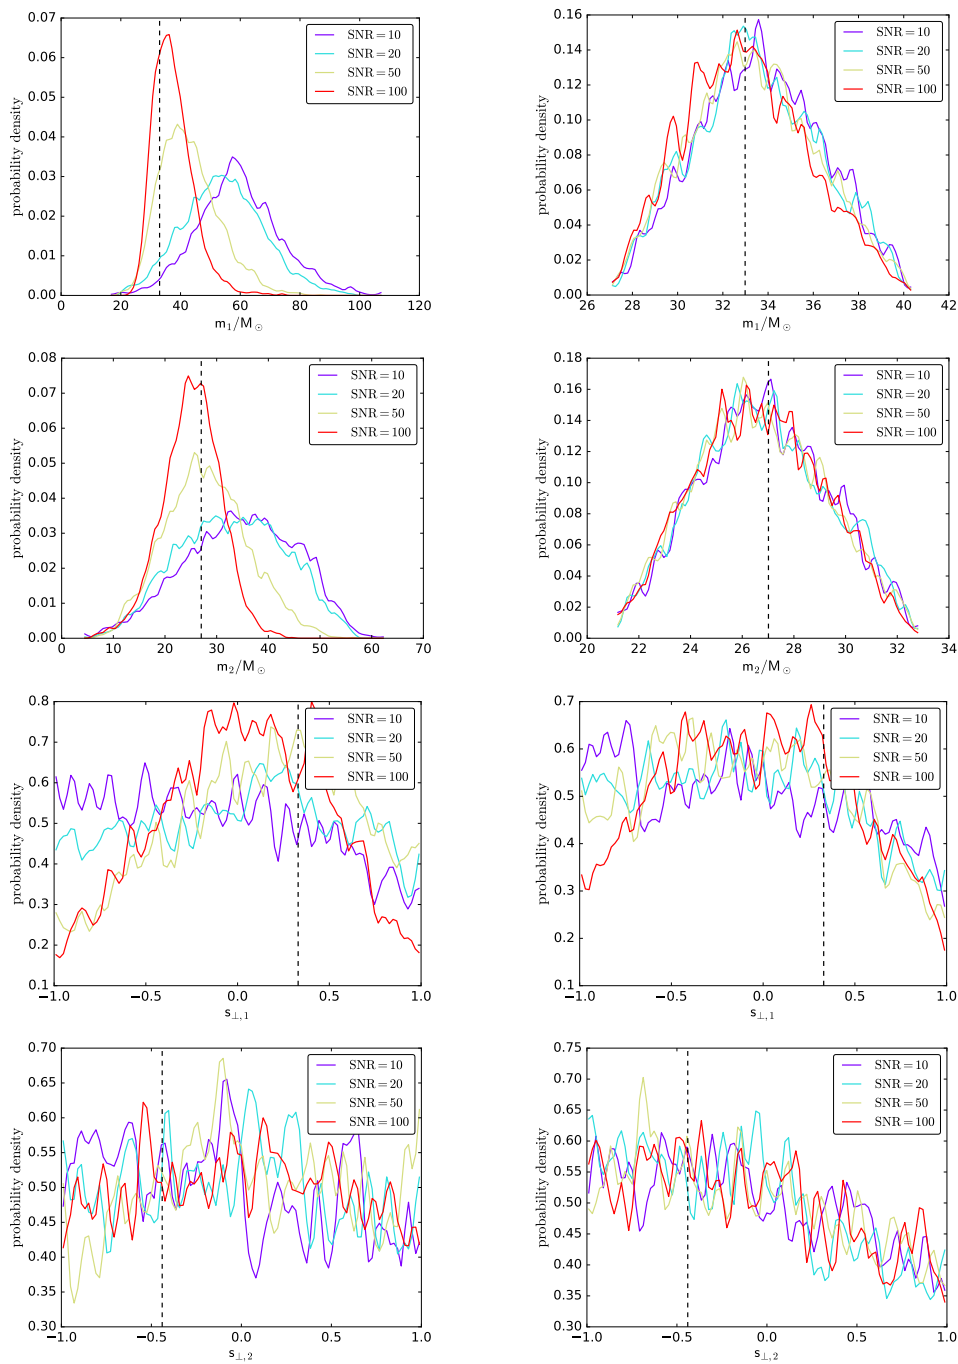 0.07
0.06
0.05
0.04
0.03
0.02
0.01
0.00
probability density
SNR = 10
SNR = 20
SNR = 50
SNR = 100
0 20 40 60 80 100 120
m₁/M⊙
0.16
0.14
0.12
0.10
0.08
0.06
0.04
0.02
0.00
probability density
SNR = 10
SNR = 20
SNR = 50
SNR = 100
26 28 30 32 34 36 38 40 42
m₁/M⊙
0.08
0.07
0.06
0.05
0.04
0.03
0.02
0.01
0.00
probability density
SNR = 10
SNR = 20
SNR = 50
SNR = 100
0 10 20 30 40 50 60 70
m₂/M⊙
0.18
0.16
0.14
0.12
0.10
0.08
0.06
0.04
0.02
0.00
probability density
SNR = 10
SNR = 20
SNR = 50
SNR = 100
20 22 24 26 28 30 32 34
m₂/M⊙
0.8
0.7
0.6
0.5
0.4
0.3
0.2
0.1
probability density
SNR = 10
SNR = 20
SNR = 50
SNR = 100
−1.0 −0.5 0.0 0.5 1.0
s⊥,1
0.7
0.6
0.5
0.4
0.3
0.2
0.1
probability density
SNR = 10
SNR = 20
SNR = 50
SNR = 100
−1.0 −0.5 0.0 0.5 1.0
s⊥,1
0.70
0.65
0.60
0.55
0.50
0.45
0.40
0.35
0.30
probability density
SNR = 10
SNR = 20
SNR = 50
SNR = 100
−1.0 −0.5 0.0 0.5 1.0
s⊥,2
0.75
0.70
0.65
0.60
0.55
0.50
0.45
0.40
0.35
0.30
probability density
SNR = 10
SNR = 20
SNR = 50
SNR = 100
−1.0 −0.5 0.0 0.5 1.0
s⊥,2